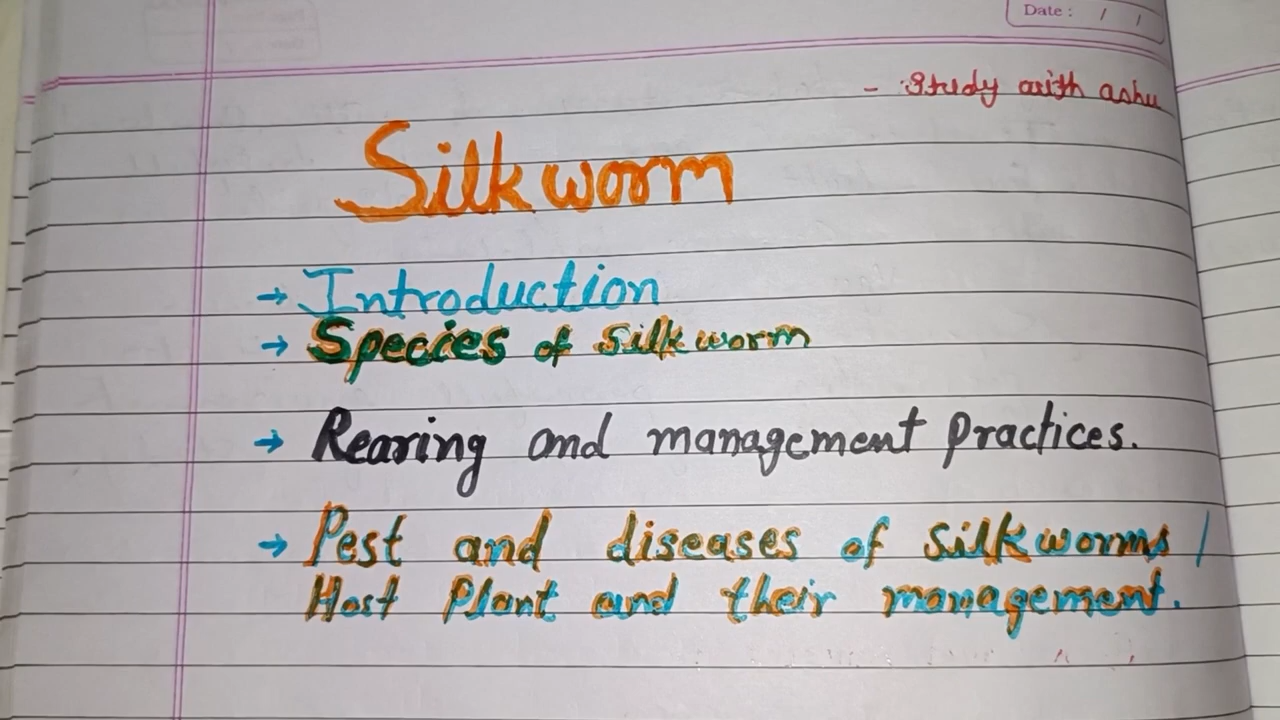 Date : / /
- Study with ashu
Silkworm
→ Introduction
→ Species of silkworm
→ Rearing and management practices.
→ Pest and diseases of silkworms /
Host Plant and their management.